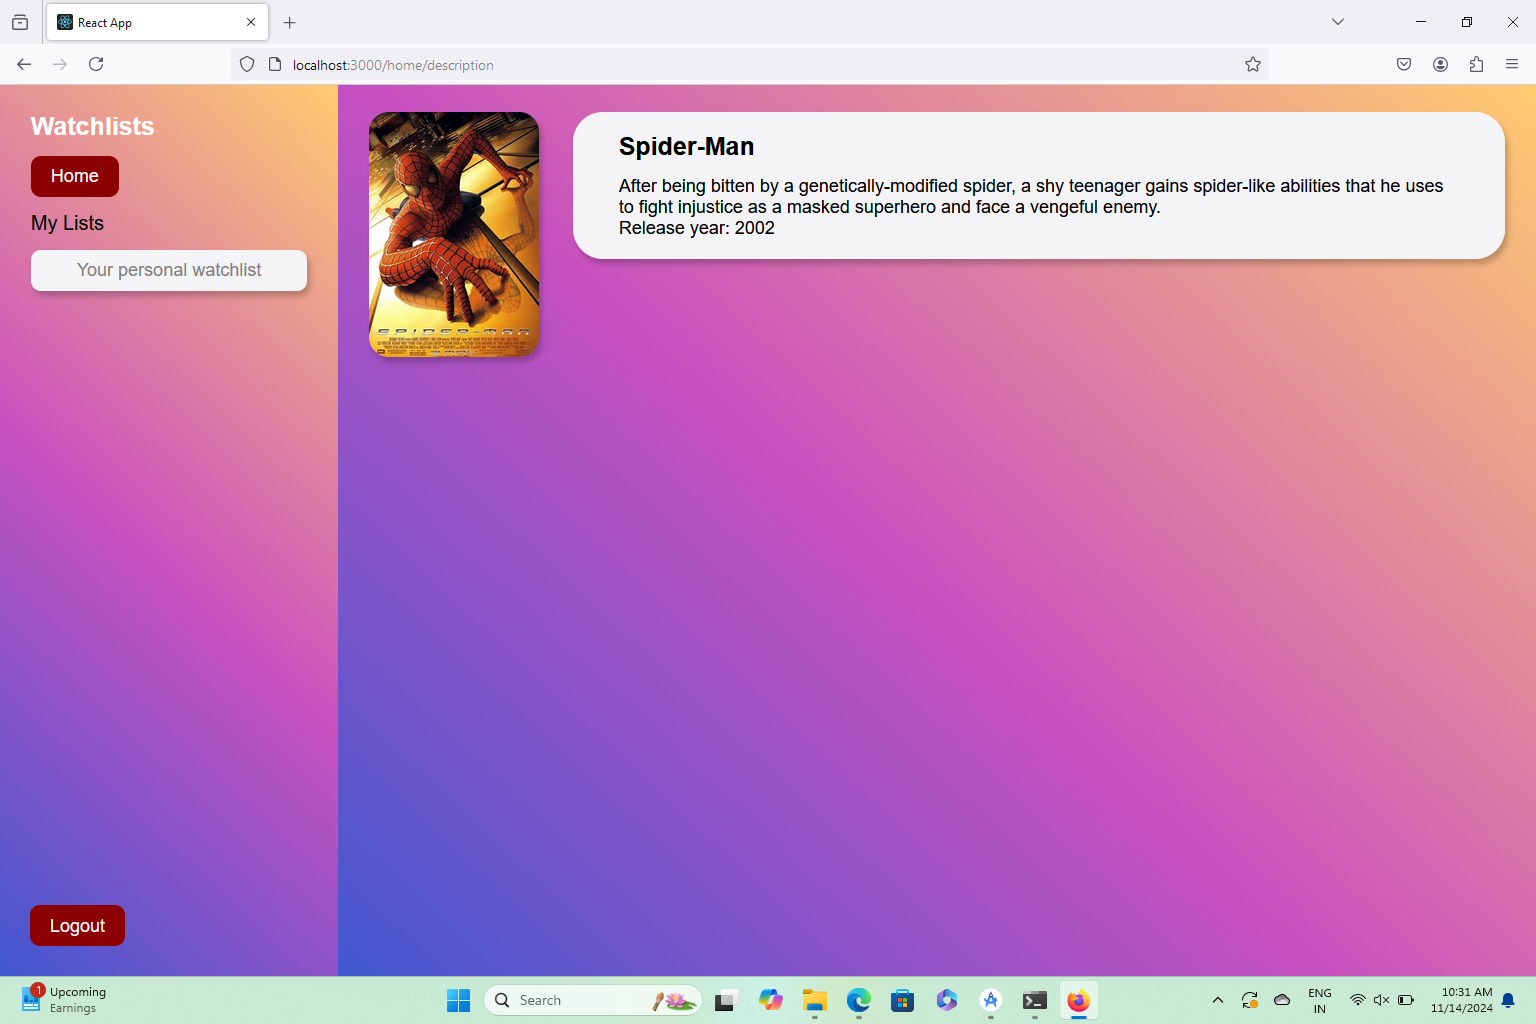 React App
localhost:3000/home/description
Watchlists
Home
My Lists
Your personal watchlist
Logout
SPIDER-MAN
Spider-Man
After being bitten by a genetically-modified spider, a shy teenager gains spider-like abilities that he uses
to fight injustice as a masked superhero and face a vengeful enemy.
Release year: 2002
1
Upcoming
Earnings
Search
ENG
IN
10:31 AM
11/14/2024